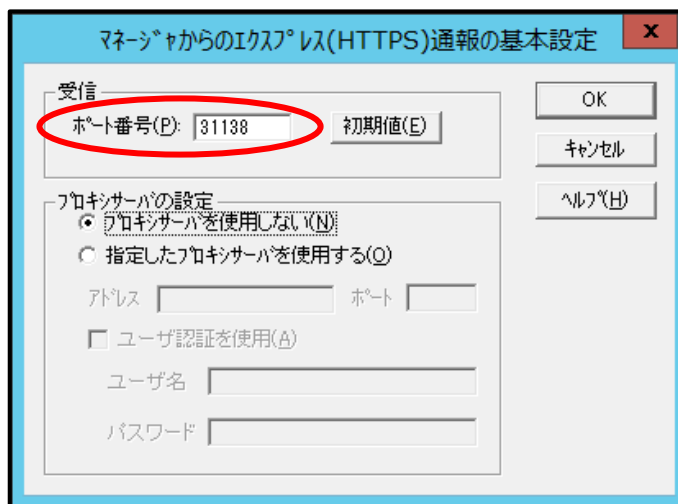 ﾏﾈｰｼﾞｬからのｴｸｽﾌﾟﾚｽ(HTTPS)通報の基本設定
x
受信
ﾎﾟｰﾄ番号(P): 31138
初期値(E)
OK
ｷｬﾝｾﾙ
ﾍﾙﾌﾟ(H)
ﾌﾟﾛｷｼｻｰﾊﾞの設定
ﾌﾟﾛｷｼｻｰﾊﾞを使用しない(N)
指定したﾌﾟﾛｷｼｻｰﾊﾞを使用する(O)
ｱﾄﾞﾚｽ
ﾎﾟｰﾄ
ユーザ認証を使用(A)
ユーザ名
パスワード